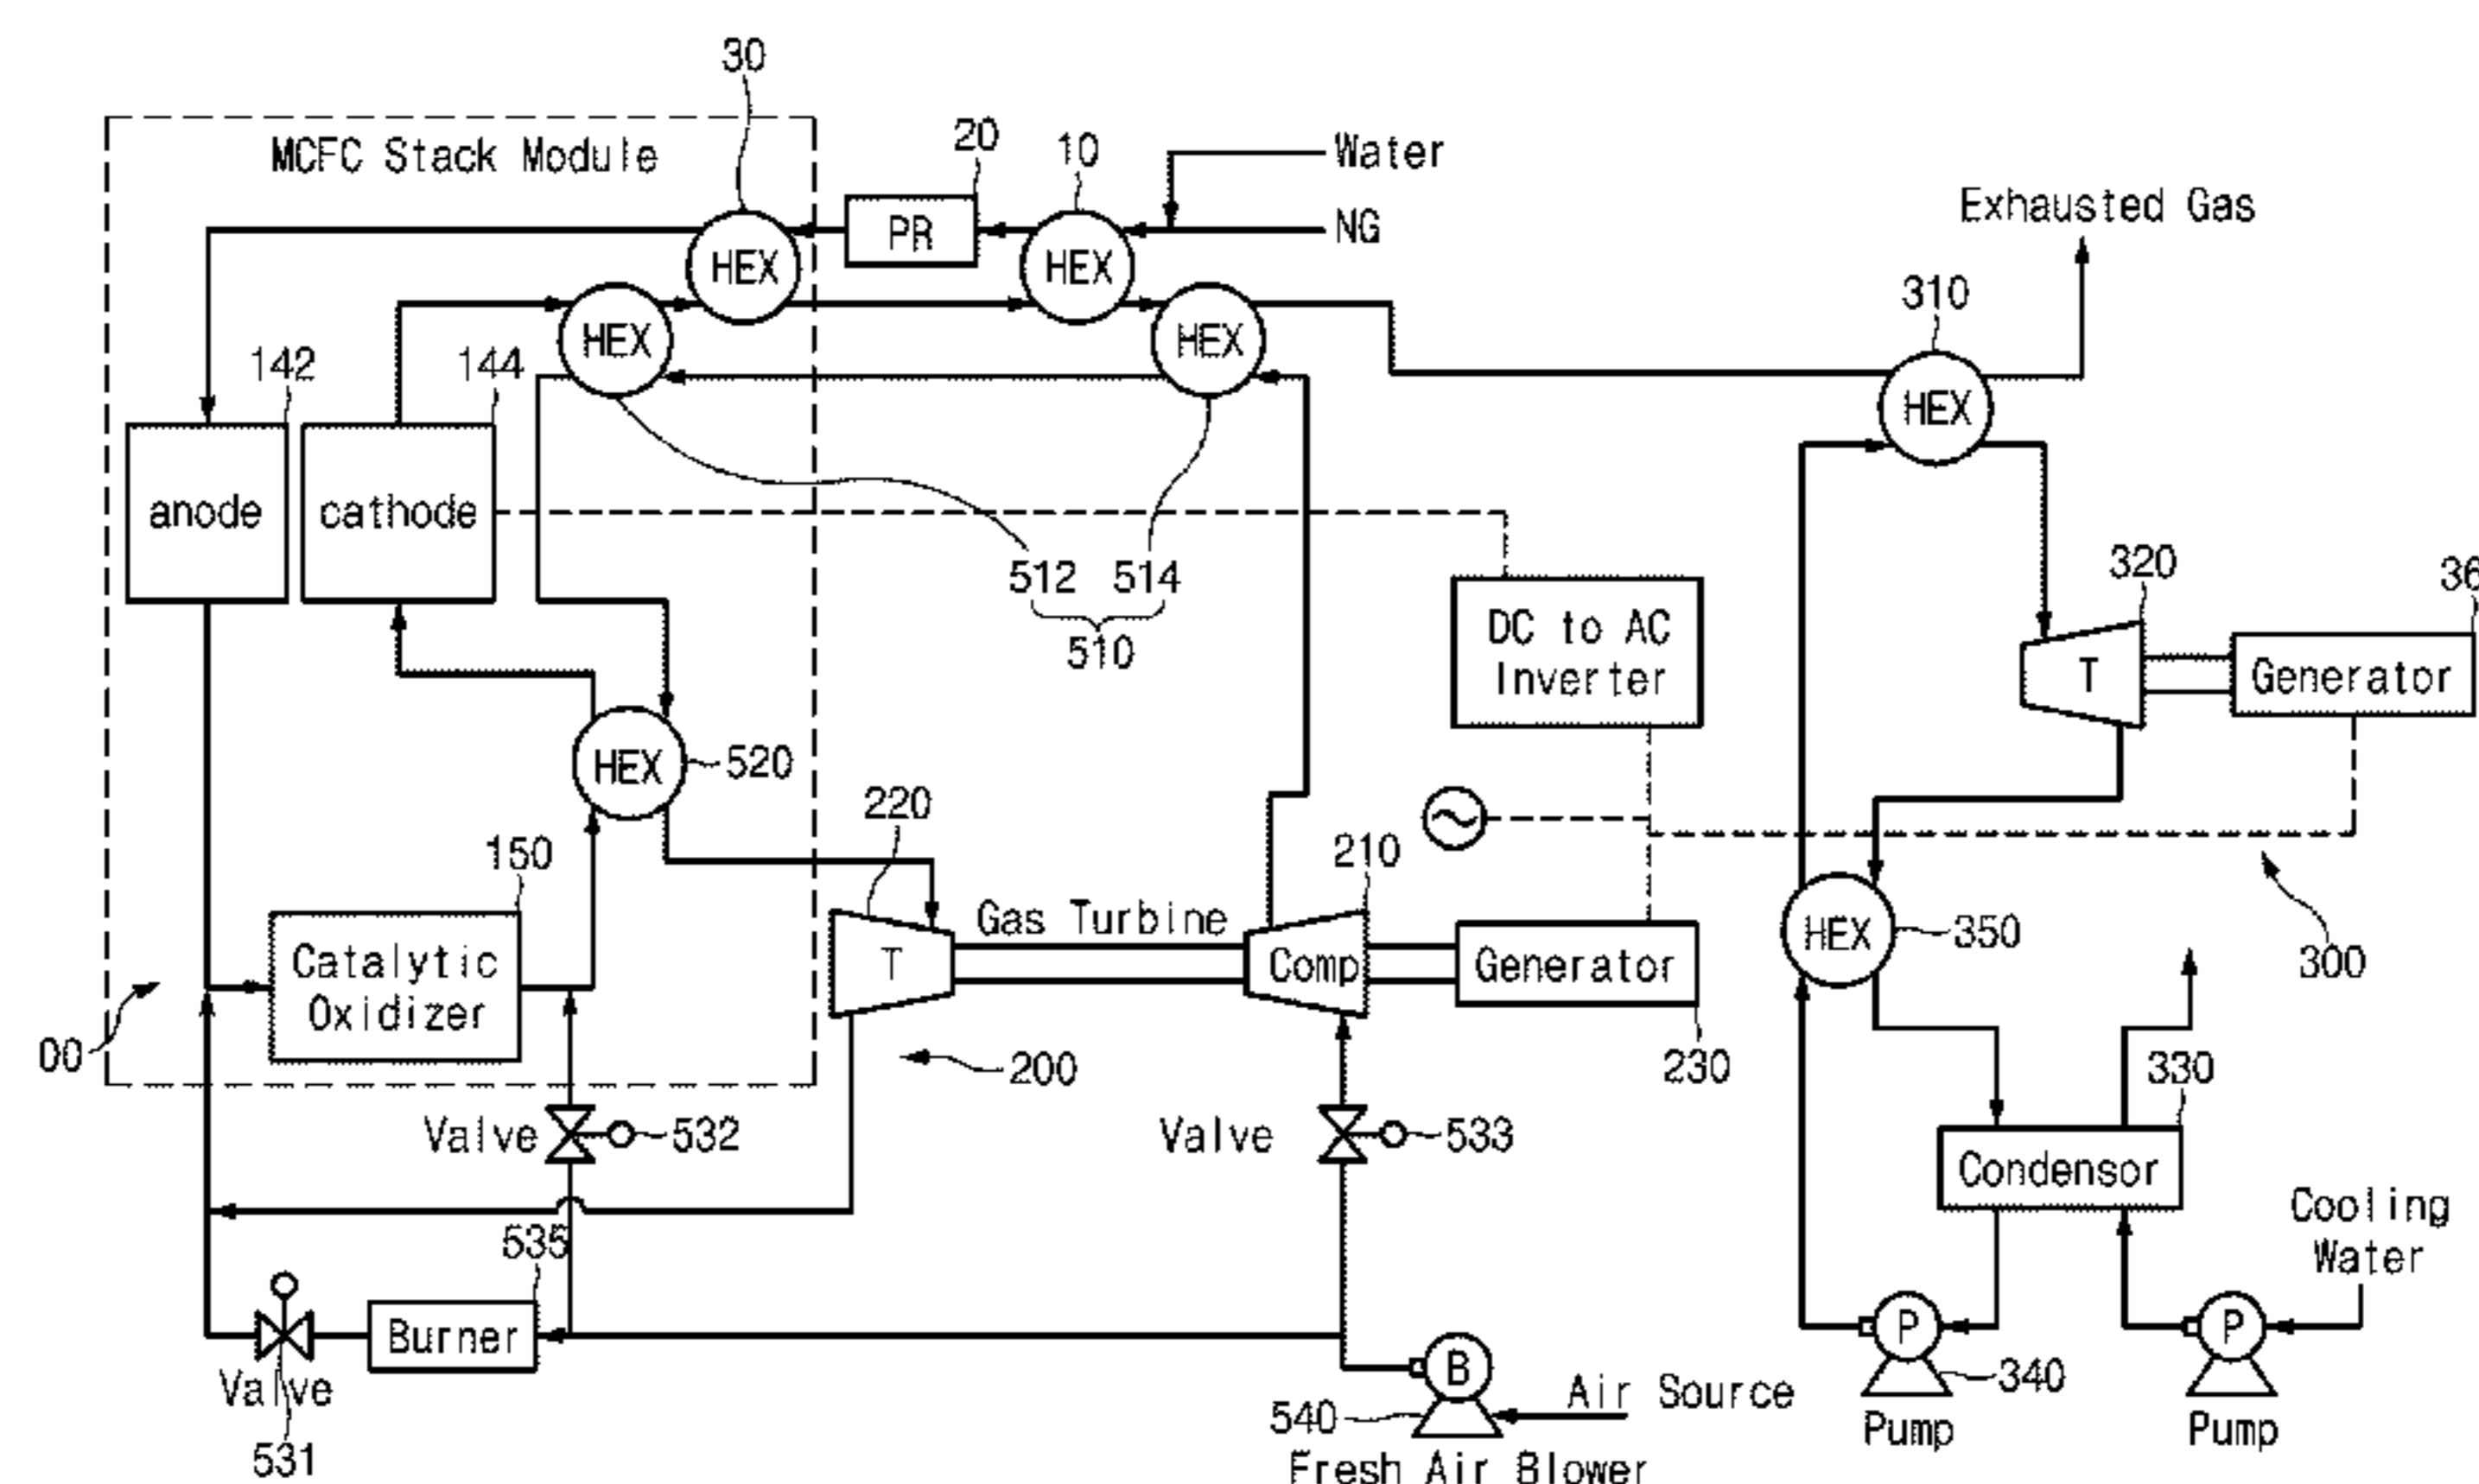 30
MCFC Stack Module
20
10
Water
PR
NG
HEX
HEX
Exhausted Gas
310
HEX
HEX
142
144
HEX
anode
cathode
512
514
510
DC to AC
Inverter
320
36
T
Generator
HEX
520
220
150
210
Gas Turbine
T
Comp
Generator
HEX
350
300
Catalytic
Oxidizer
00
200
230
330
Valve
532
Valve
533
Condensor
Cooling
Water
535
Burner
Valve
531
B
540
Air Source
Fresh Air Blower
P
340
Pump
P
Pump